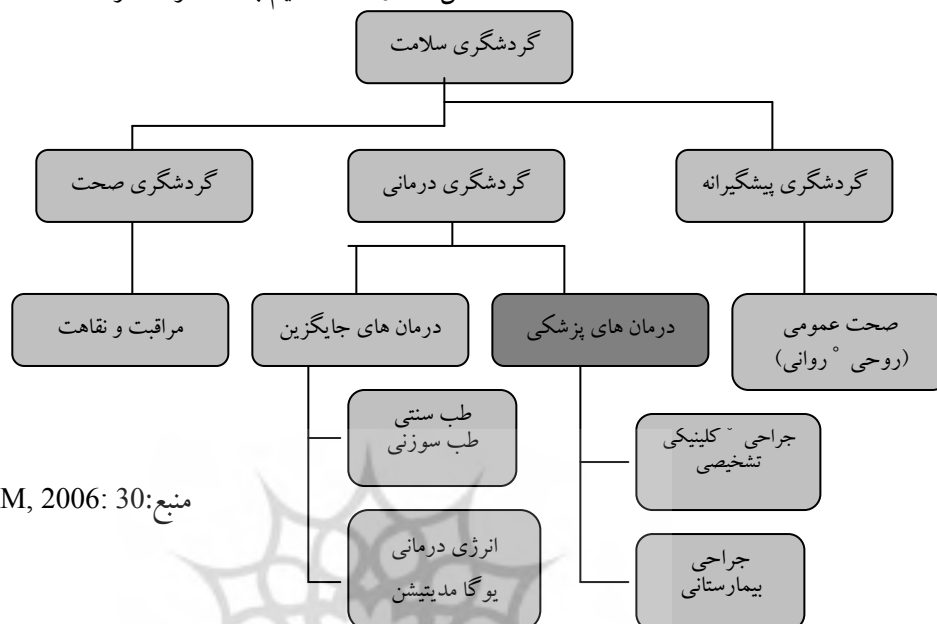 گردشگری سلامت
گردشگری پیشگیرانه
گردشگری درمانی
گردشگری صحت
صحت عمومی
(روحی ° روانی)
درمان های پزشکی
درمان های جایگزین
مراقبت و نقاهت
جراحی ˘ کلینیکی
تشخیصی
طب سنتی
طب سوزنی
جراحی
بیمارستانی
انرژی درمانی
یوگا مدیتیشن
منبع:M, 2006: 30